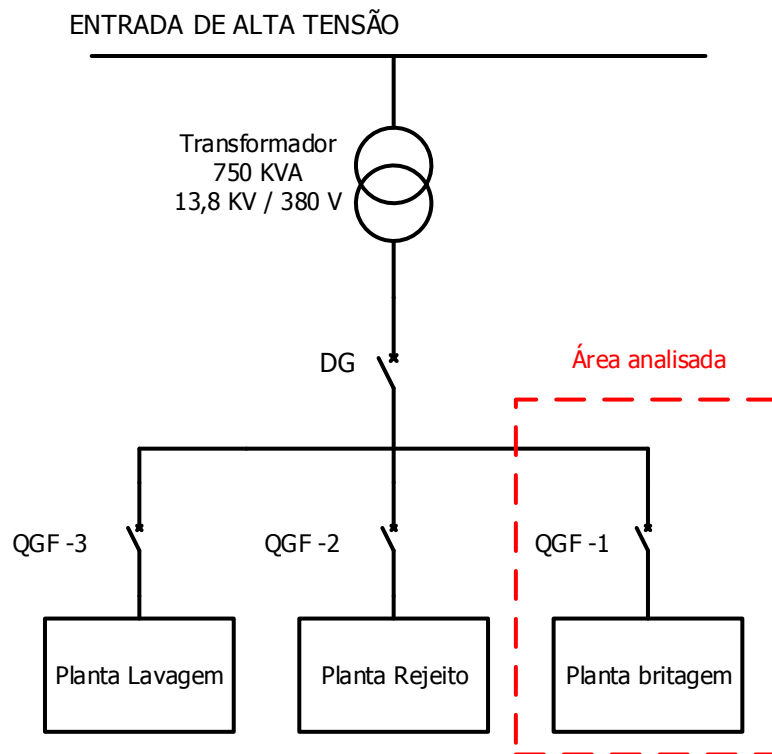 ENTRADA DE ALTA TENSÃO
Transformador
750 KVA
13,8 KV / 380 V
DG
Área analisada
QGF -3
QGF -2
QGF -1
Planta Lavagem
Planta Rejeito
Planta britagem